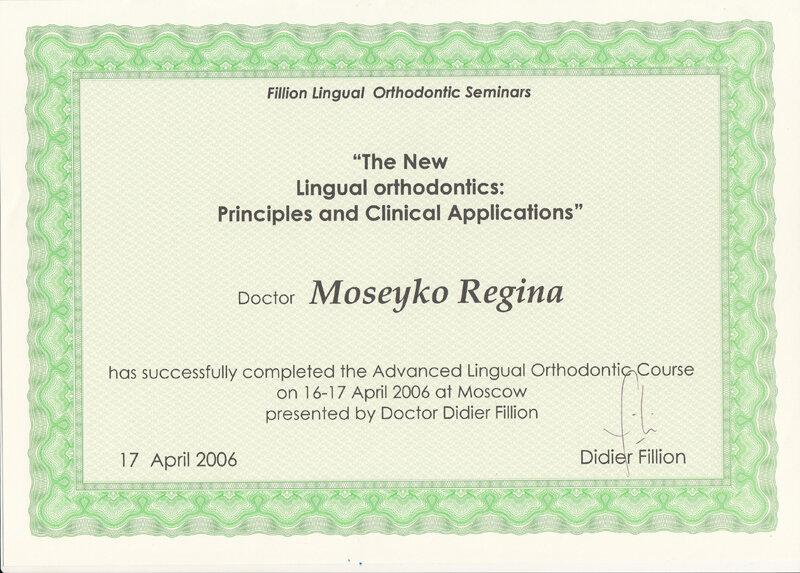 Fillion Lingual Orthodontic Seminars
“The New
Lingual orthodontics:
Principles and Clinical Applications”
Doctor Moseyko Regina
has successfully completed the Advanced Lingual Orthodontic Course
on 16-17 April 2006 at Moscow
presented by Doctor Didier Fillion
17 April 2006
Didier Fillion